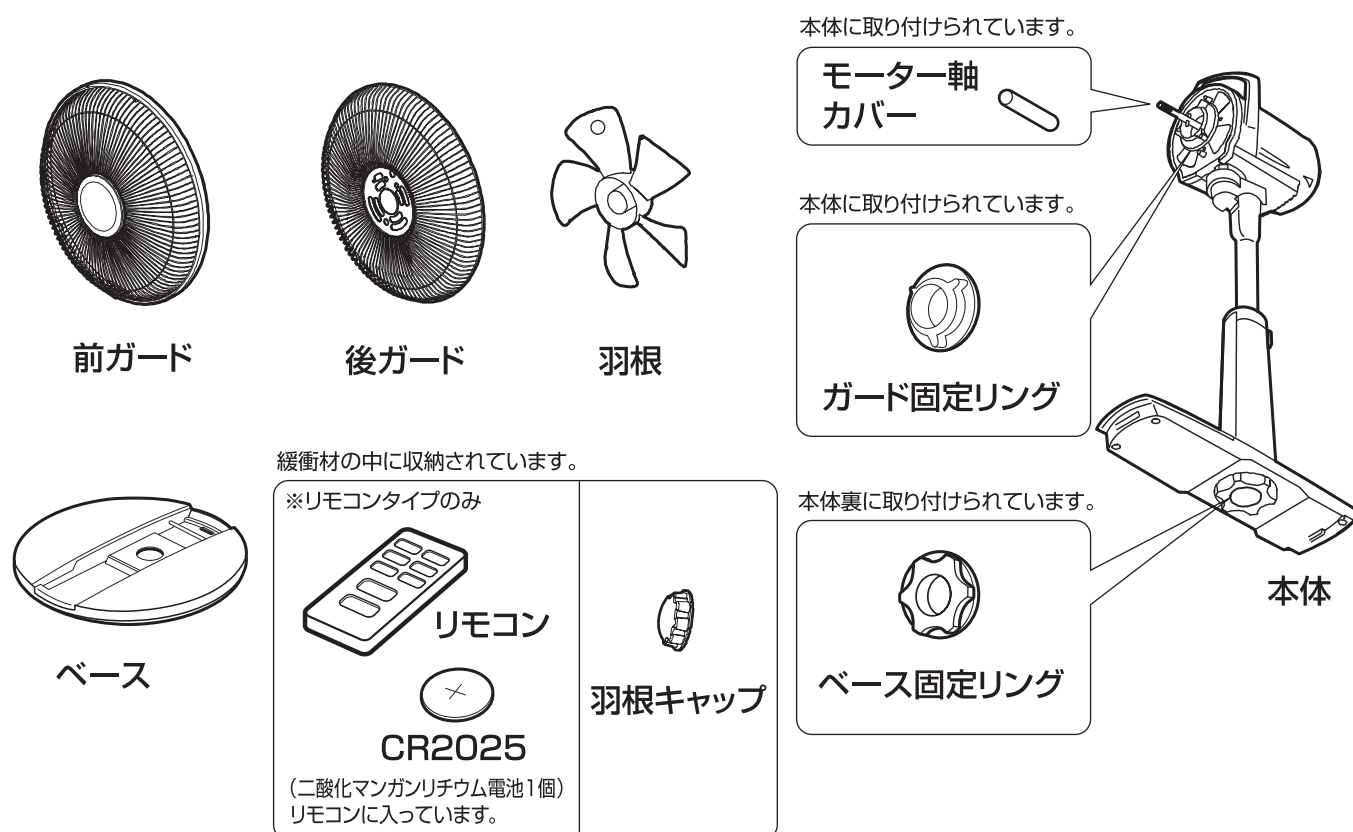 前ガード
後ガード
羽根
本体に取り付けられています。
モーター軸
カバー
本体に取り付けられています。
ガード固定リング
ベース
緩衝材の中に収納されています。
※リモコンタイプのみ
リモコン
CR2025
（二酸化マンガンリチウム電池1個）
リモコンに入っています。
羽根キャップ
本体裏に取り付けられています。
ベース固定リング
本体